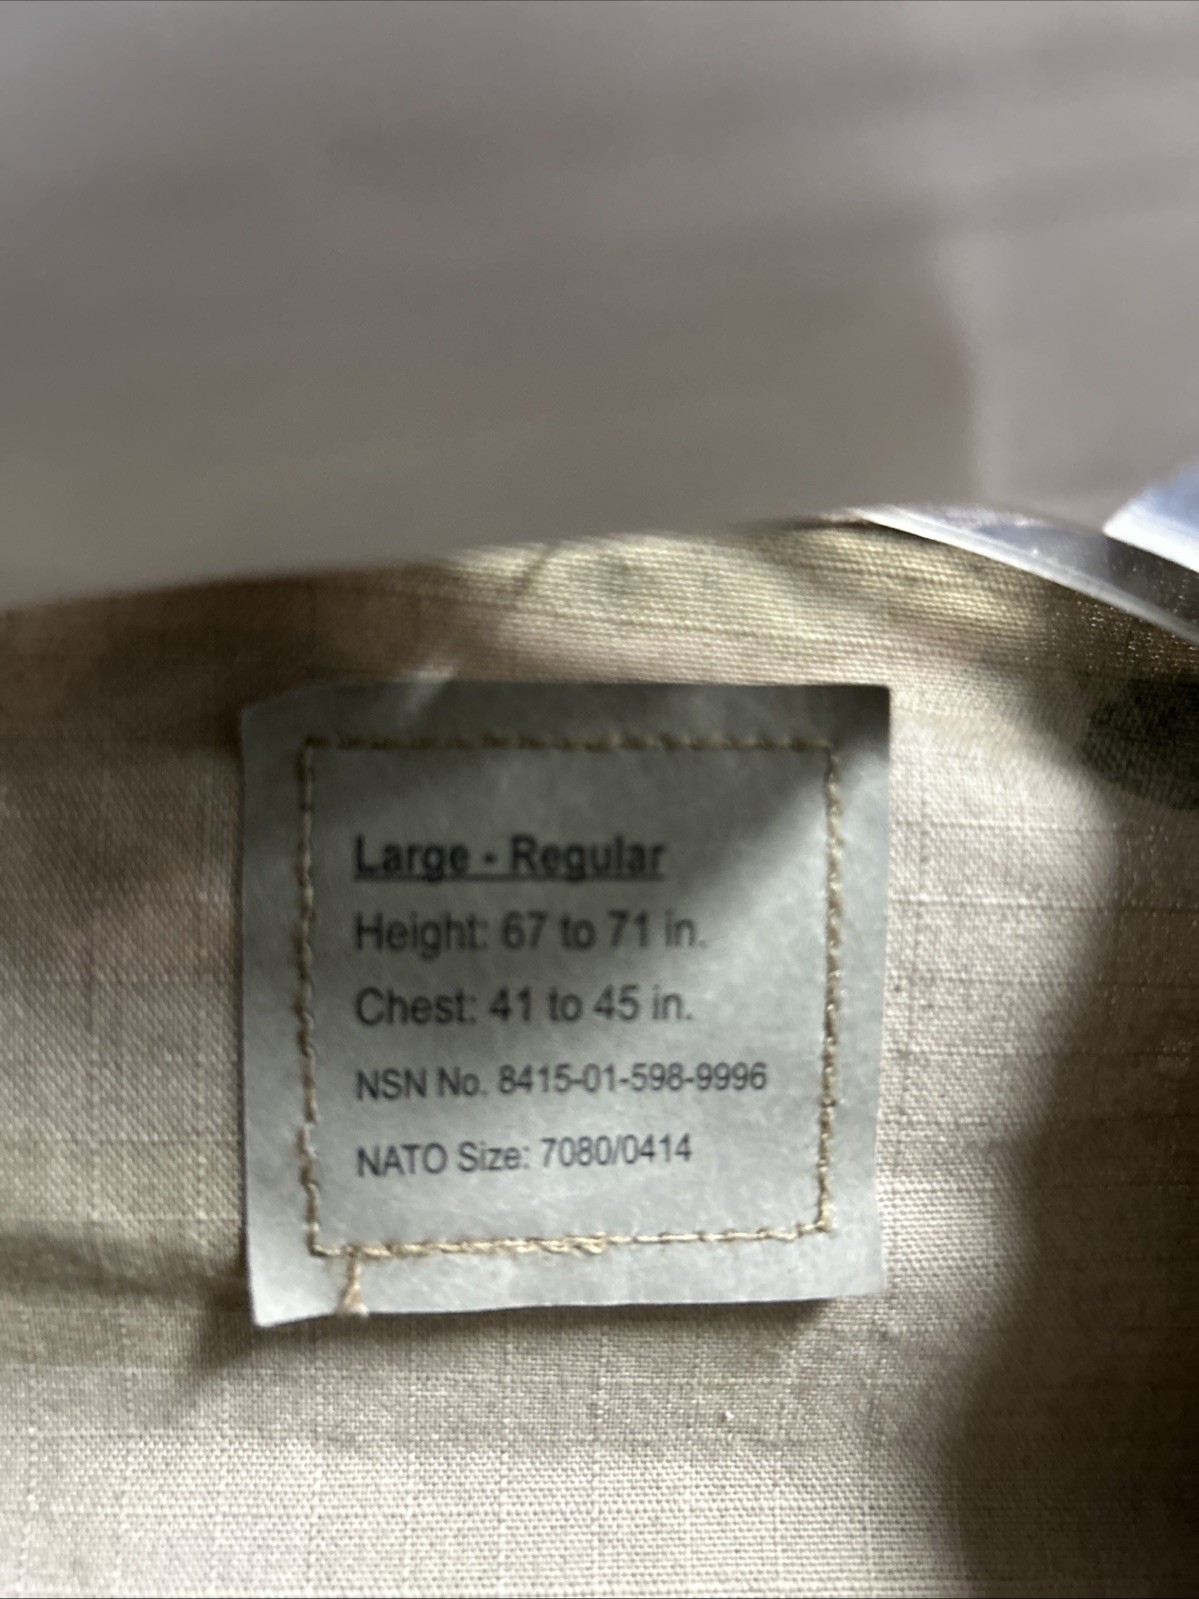 Large - Regular
Height: 67 to 71 in.
Chest: 41 to 45 in.
NSN No. 8415-01-598-9996
NATO Size: 7080/0414